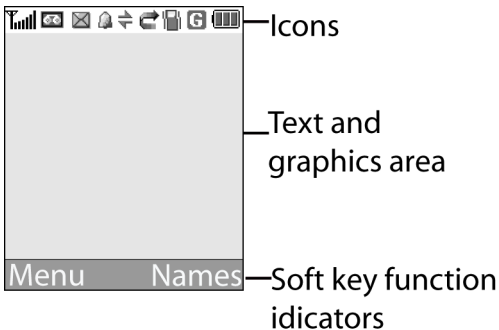 G
Icons
Text and
graphics area
Menu Names
Soft key function
idicators